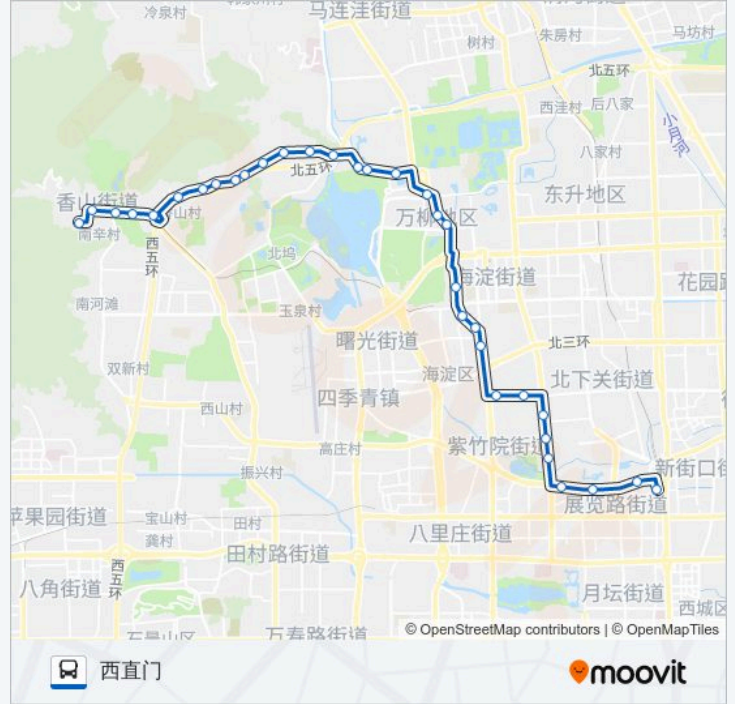 冷泉村
马连洼街道
树村
朱房村
马坊村
北五环
西洼村
后八家
小月河
八家村
北五环
东升地区
香山街道
山村
万柳地区
南辛村
西五环
北坞
海淀街道
花园路
南河滩
玉泉村
曙光街道
北三环
双新村
海淀区
北下关街道
四季青镇
西山村
紫竹院街道
高庄村
新街口街
振兴村
展览路街道
苹果园街道
宝山村
田村
龚村
八里庄街道
田村路街道
西五环
八角街道
月坛街道
西城区
石景山区
万寿路街道
© OpenStreetMap contributors | © OpenMapTiles
西直门
moovit